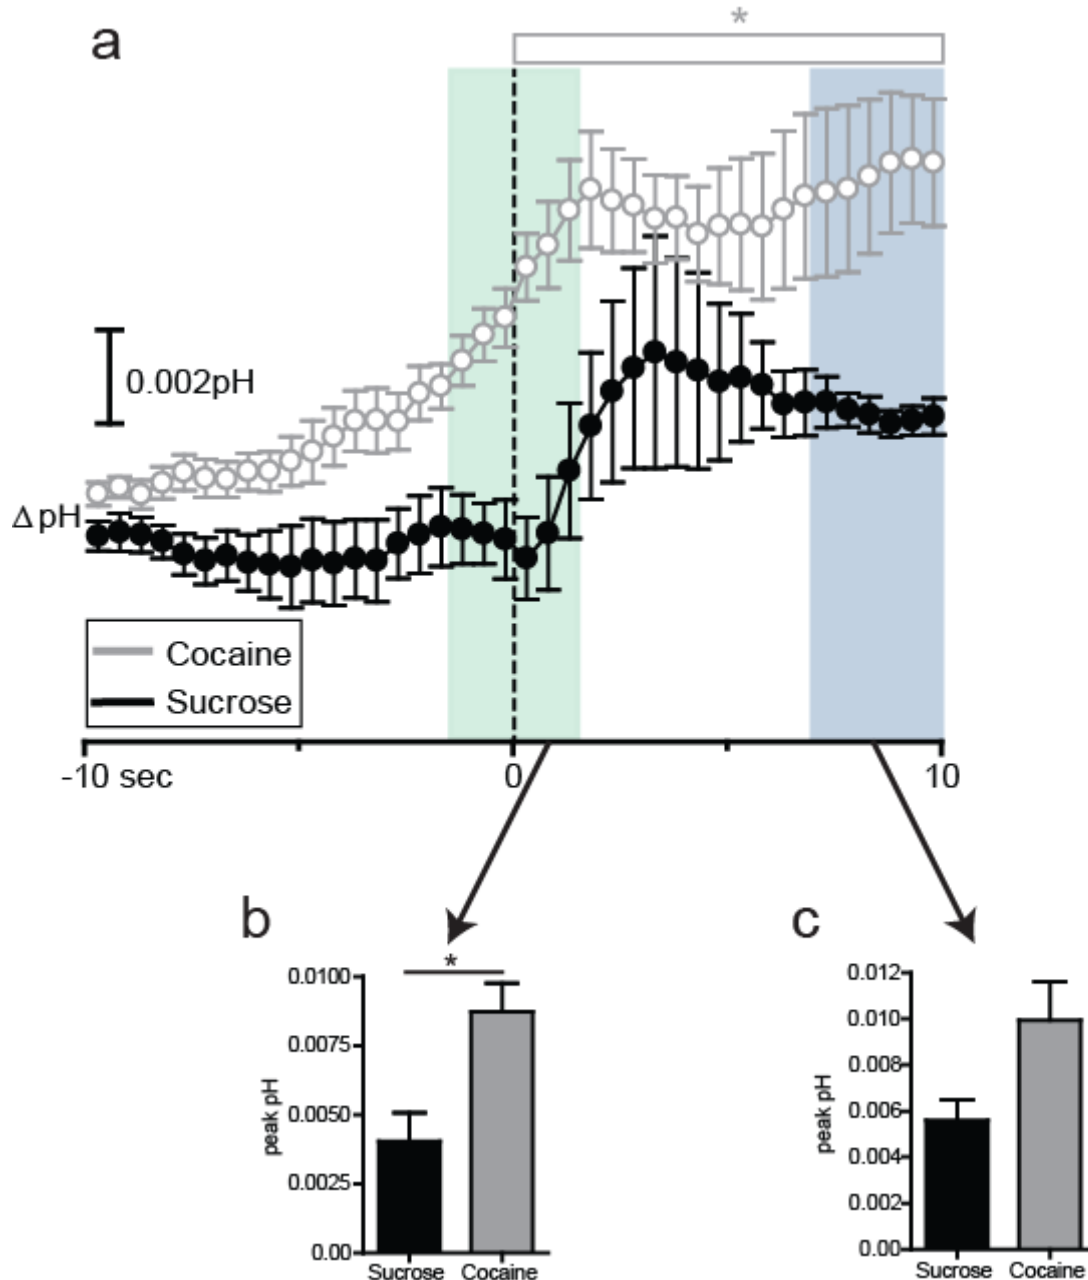 a
*
0.002pH
Δ pH
Cocaine
Sucrose
-10 sec 0 10
b
c
*
0.0100
0.0075
0.0050
0.0025
0.00
peak pH
Sucrose Cocaine
0.012
0.010
0.008
0.006
0.004
0.002
0.00
peak pH
Sucrose Cocaine